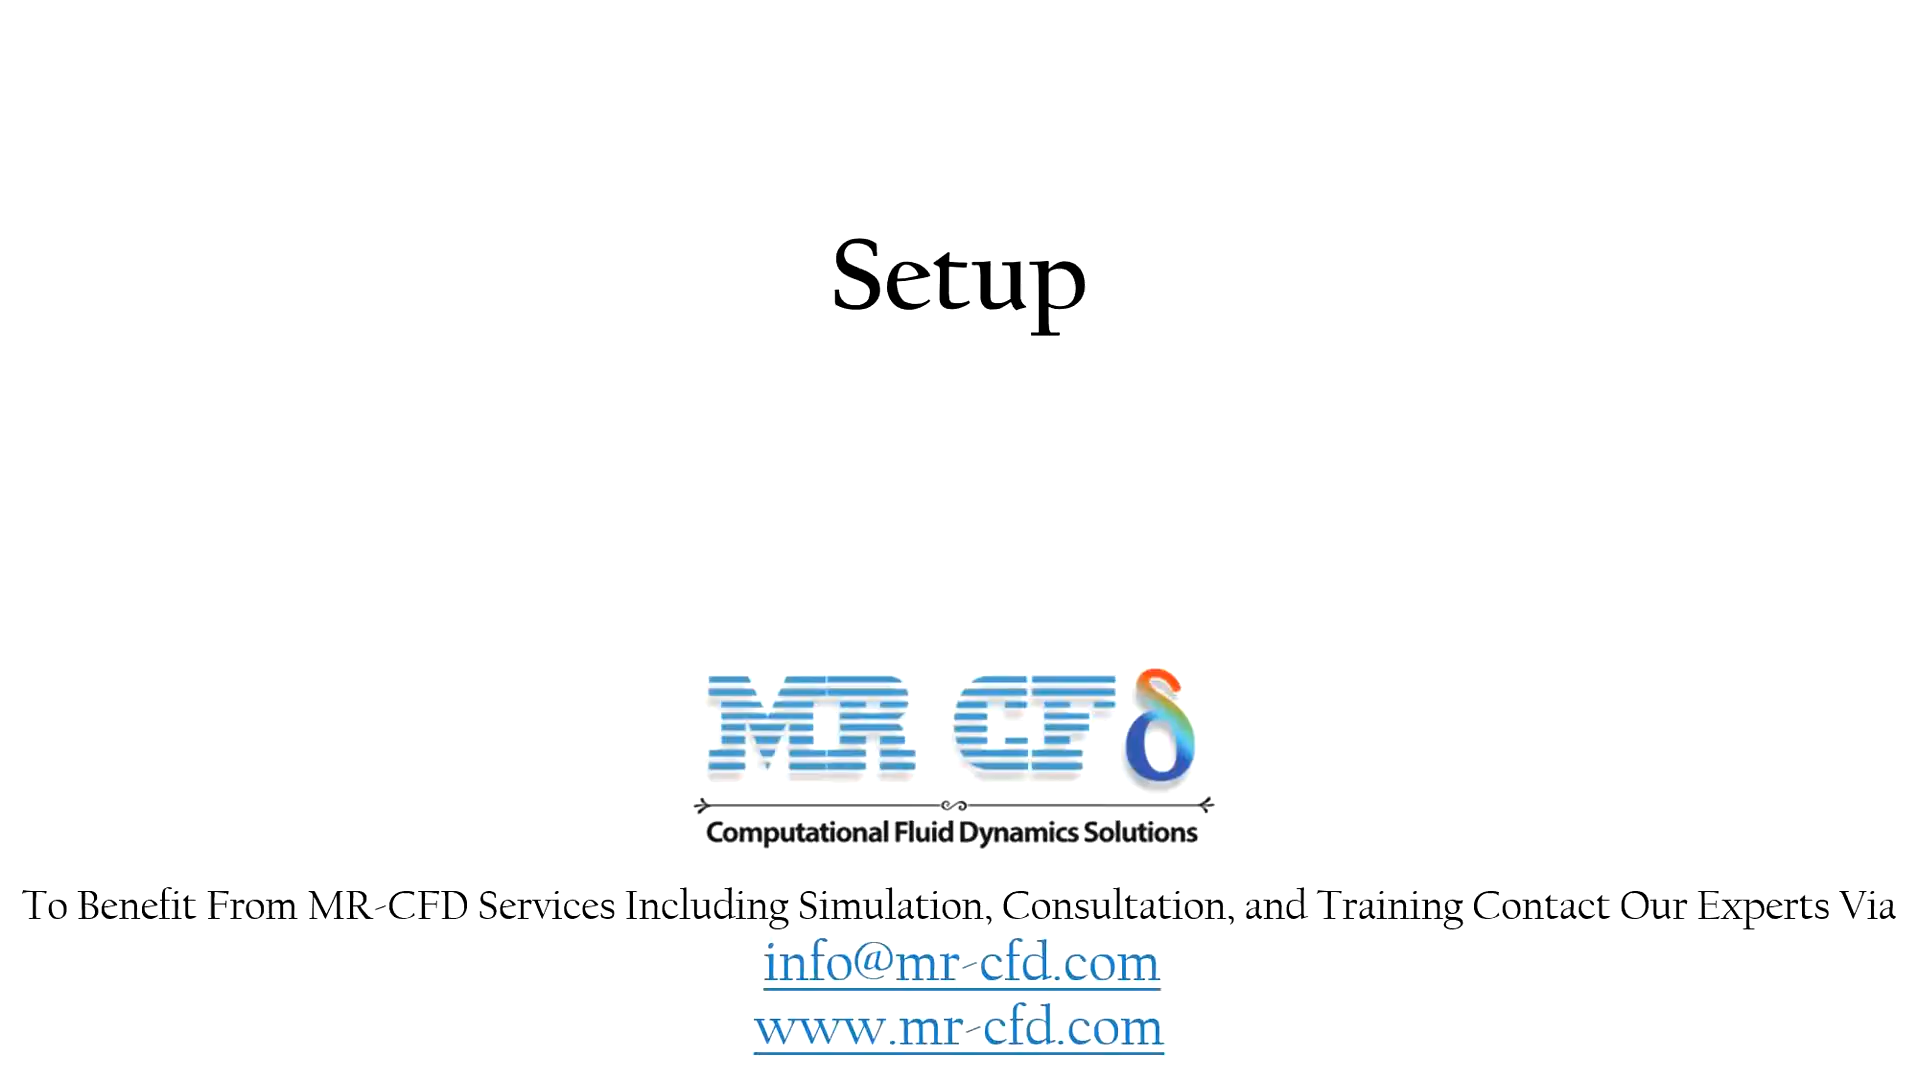 Setup
MR CFδ
Computational Fluid Dynamics Solutions
To Benefit From MR-CFD Services Including Simulation, Consultation, and Training Contact Our Experts Via
info@mr-cfd.com
www.mr-cfd.com